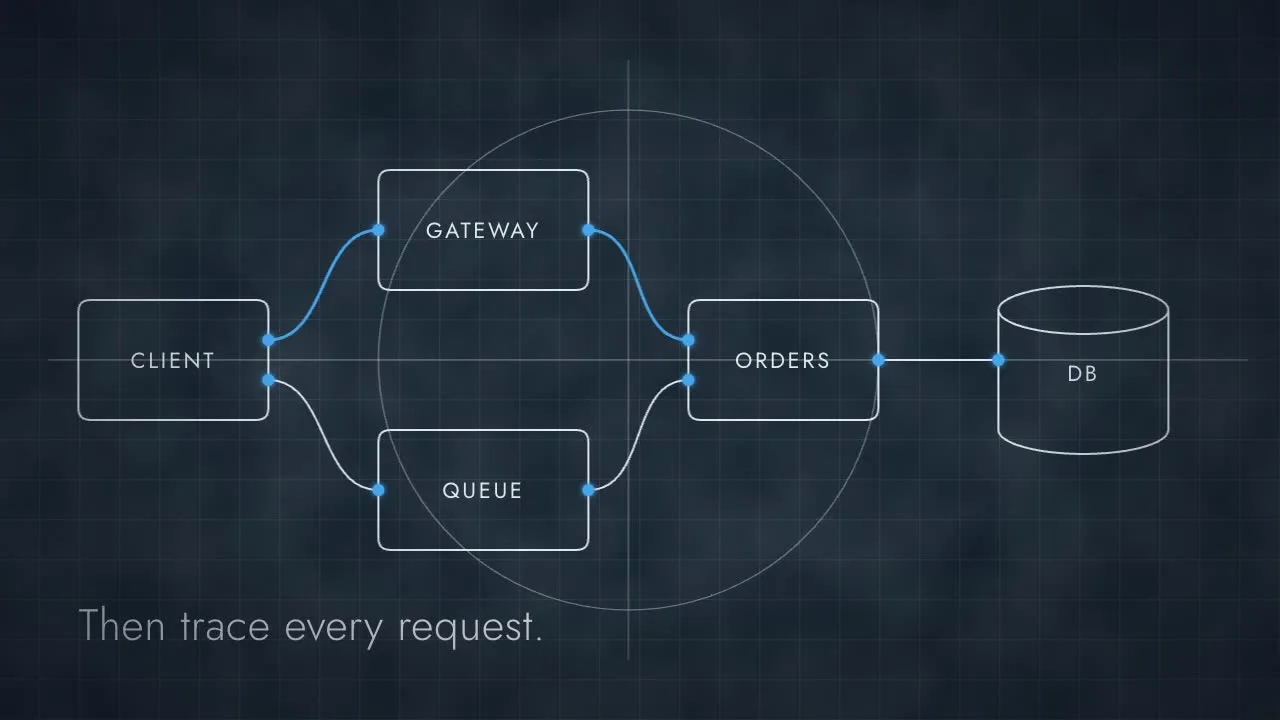 GATEWAY
CLIENT
ORDERS
DB
QUEUE
Then trace every request.